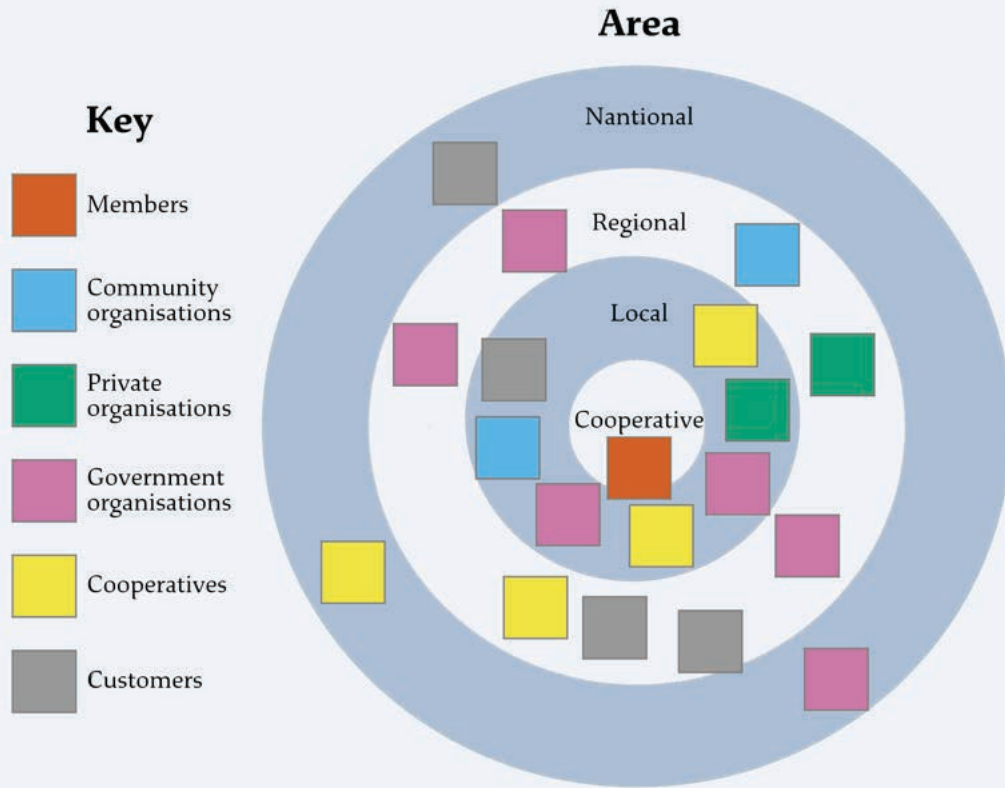 Area
Key
Members
Community
organisations
Private
organisations
Government
organisations
Cooperatives
Customers
Nantional
Regional
Local
Cooperative